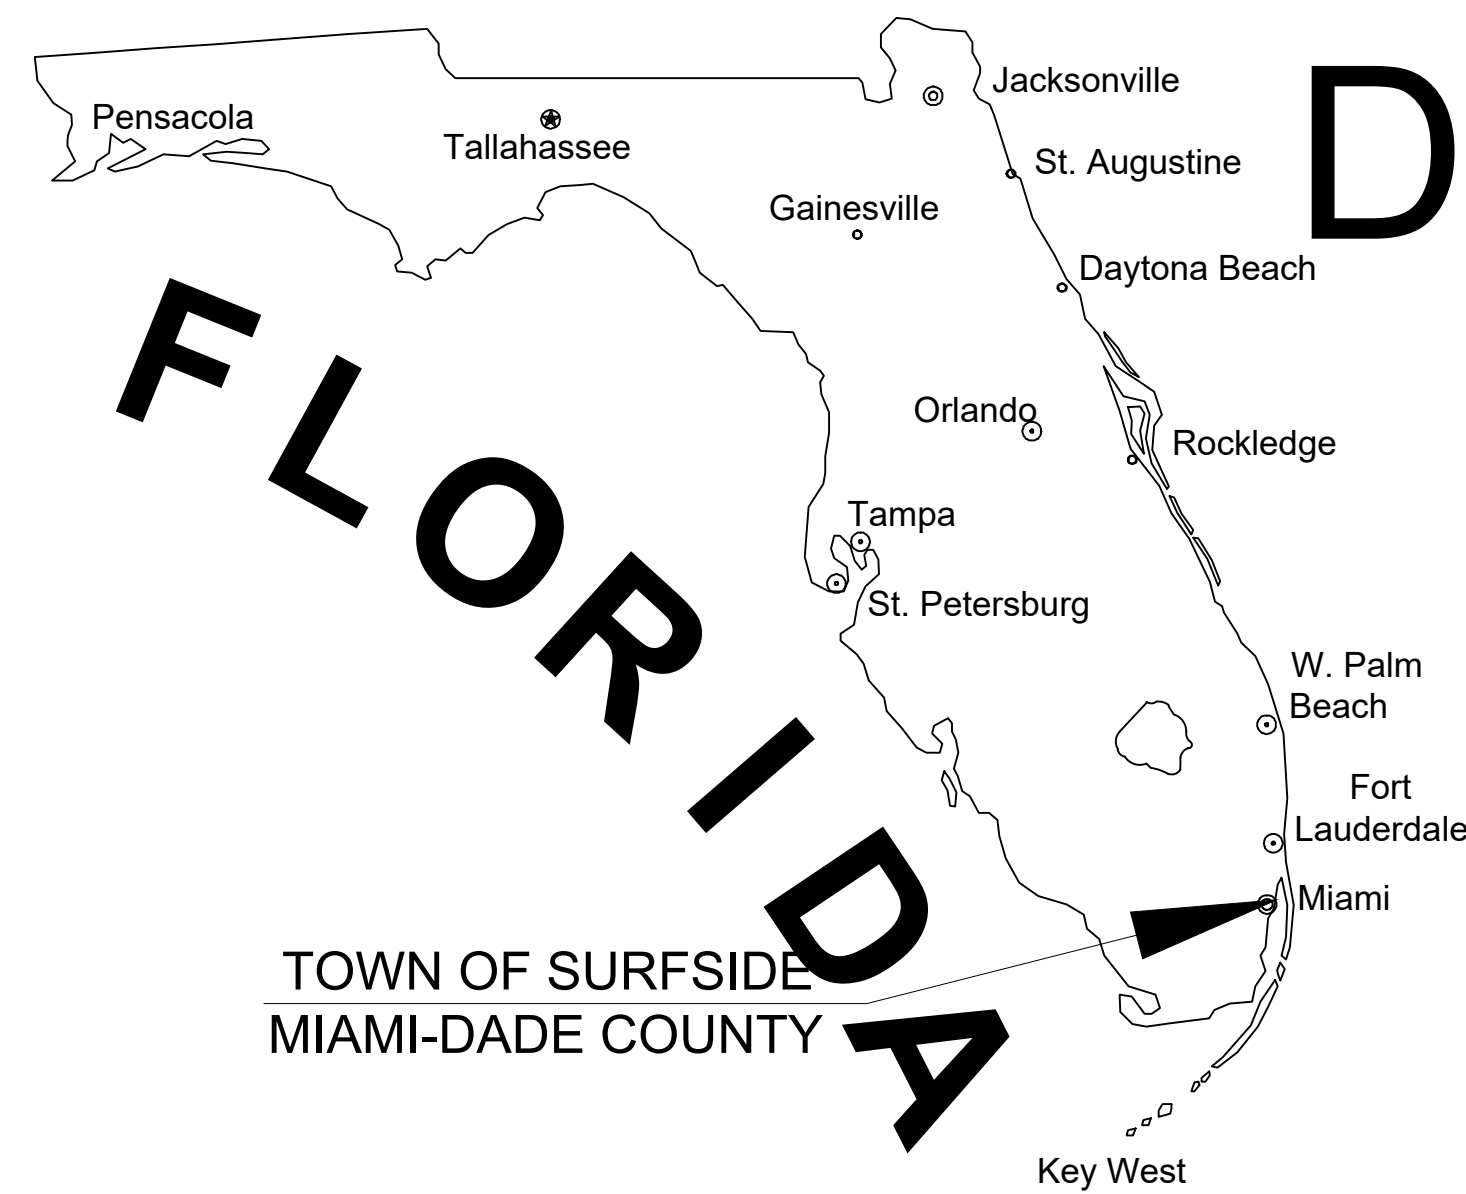 Jacksonville
D
Pensacola
Tallahassee
St. Augustine
Gainesville
Daytona Beach
FLORIDA
Orlando
Rockledge
Tampa
St. Petersburg
W. Palm
Beach
Fort
Lauderdale
Miami
TOWN OF SURFSIDE
MIAMI-DADE COUNTY
Key West